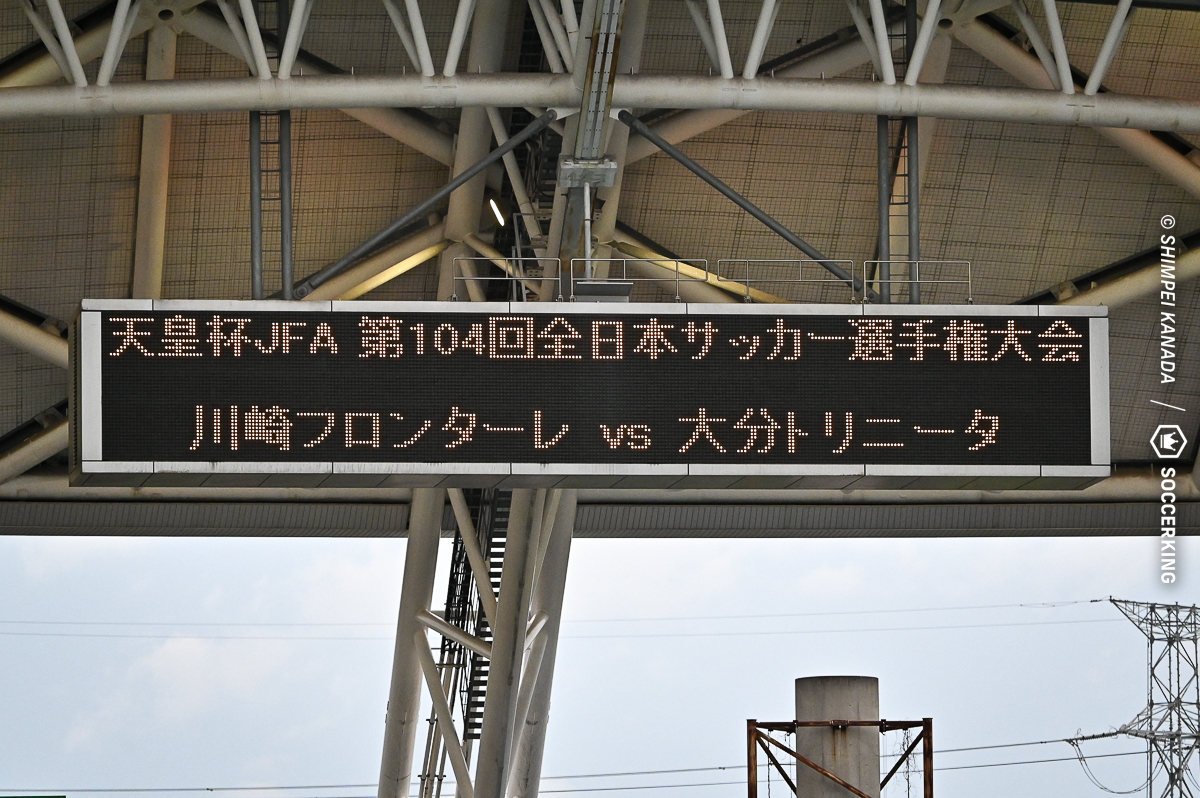 天皇杯JFA 第104回全日本サッカー選手権大会
川崎フロンターレ vs 大分トリニータ
© SHIMPEI KANADA / SOCCERKING